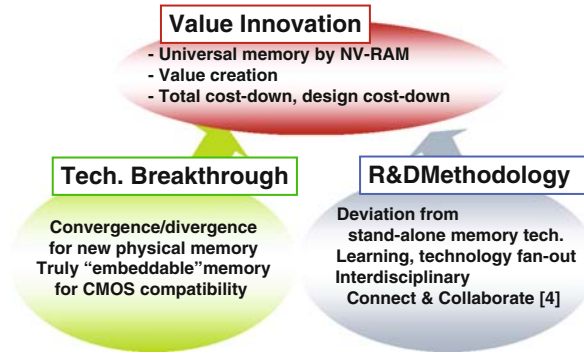 Value Innovation
- Universal memory by NV-RAM
- Value creation
- Total cost-down, design cost-down
Tech. Breakthrough
Convergence/divergence
for new physical memory
Truly “embeddable”memory
for CMOS compatibility
R&DMethodology
Deviation from
stand-alone memory tech.
Learning, technology fan-out
Interdisciplinary
Connect & Collaborate [4]